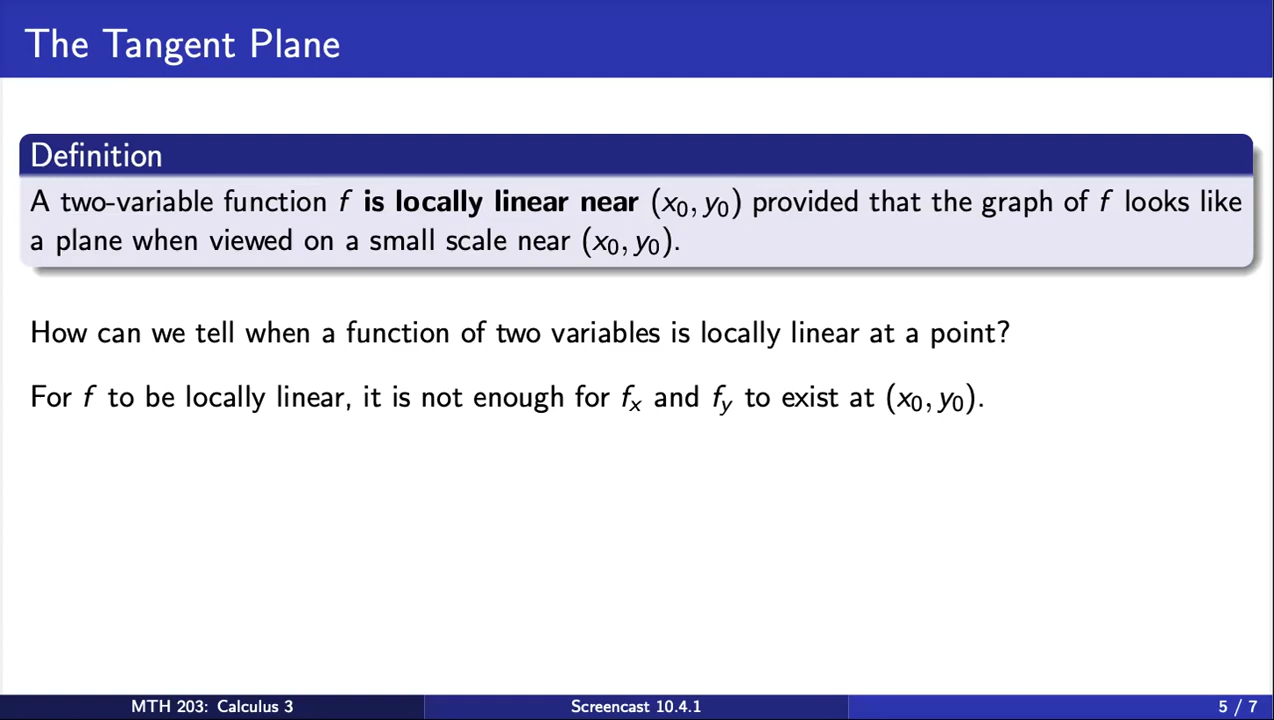 The Tangent Plane
Definition
A two-variable function f is locally linear near (x₀, y₀) provided that the graph of f looks like
a plane when viewed on a small scale near (x₀, y₀).
How can we tell when a function of two variables is locally linear at a point?
For f to be locally linear, it is not enough for fₓ and f_y to exist at (x₀, y₀).
MTH 203: Calculus 3 Screencast 10.4.1 5 / 7